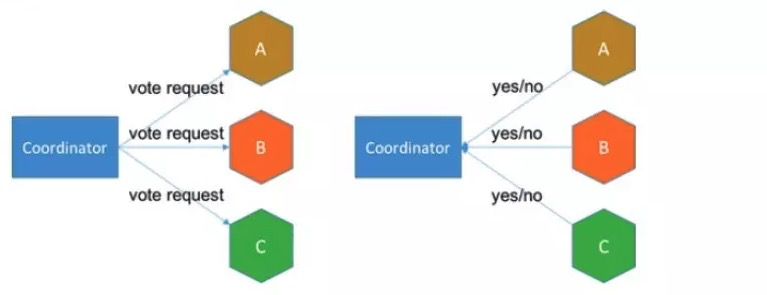 A
vote request
Coordinator
vote request
B
vote request
C
A
yes/no
Coordinator
yes/no
B
yes/no
C